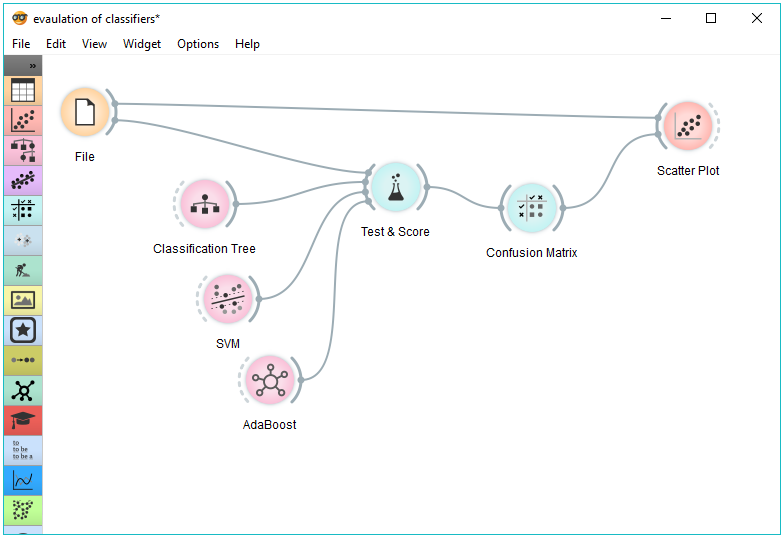 evaulation of classifiers*
File Edit View Widget Options Help
»
File
Scatter Plot
Test & Score
Classification Tree
Confusion Matrix
SVM
AdaBoost
to
to be
to be a